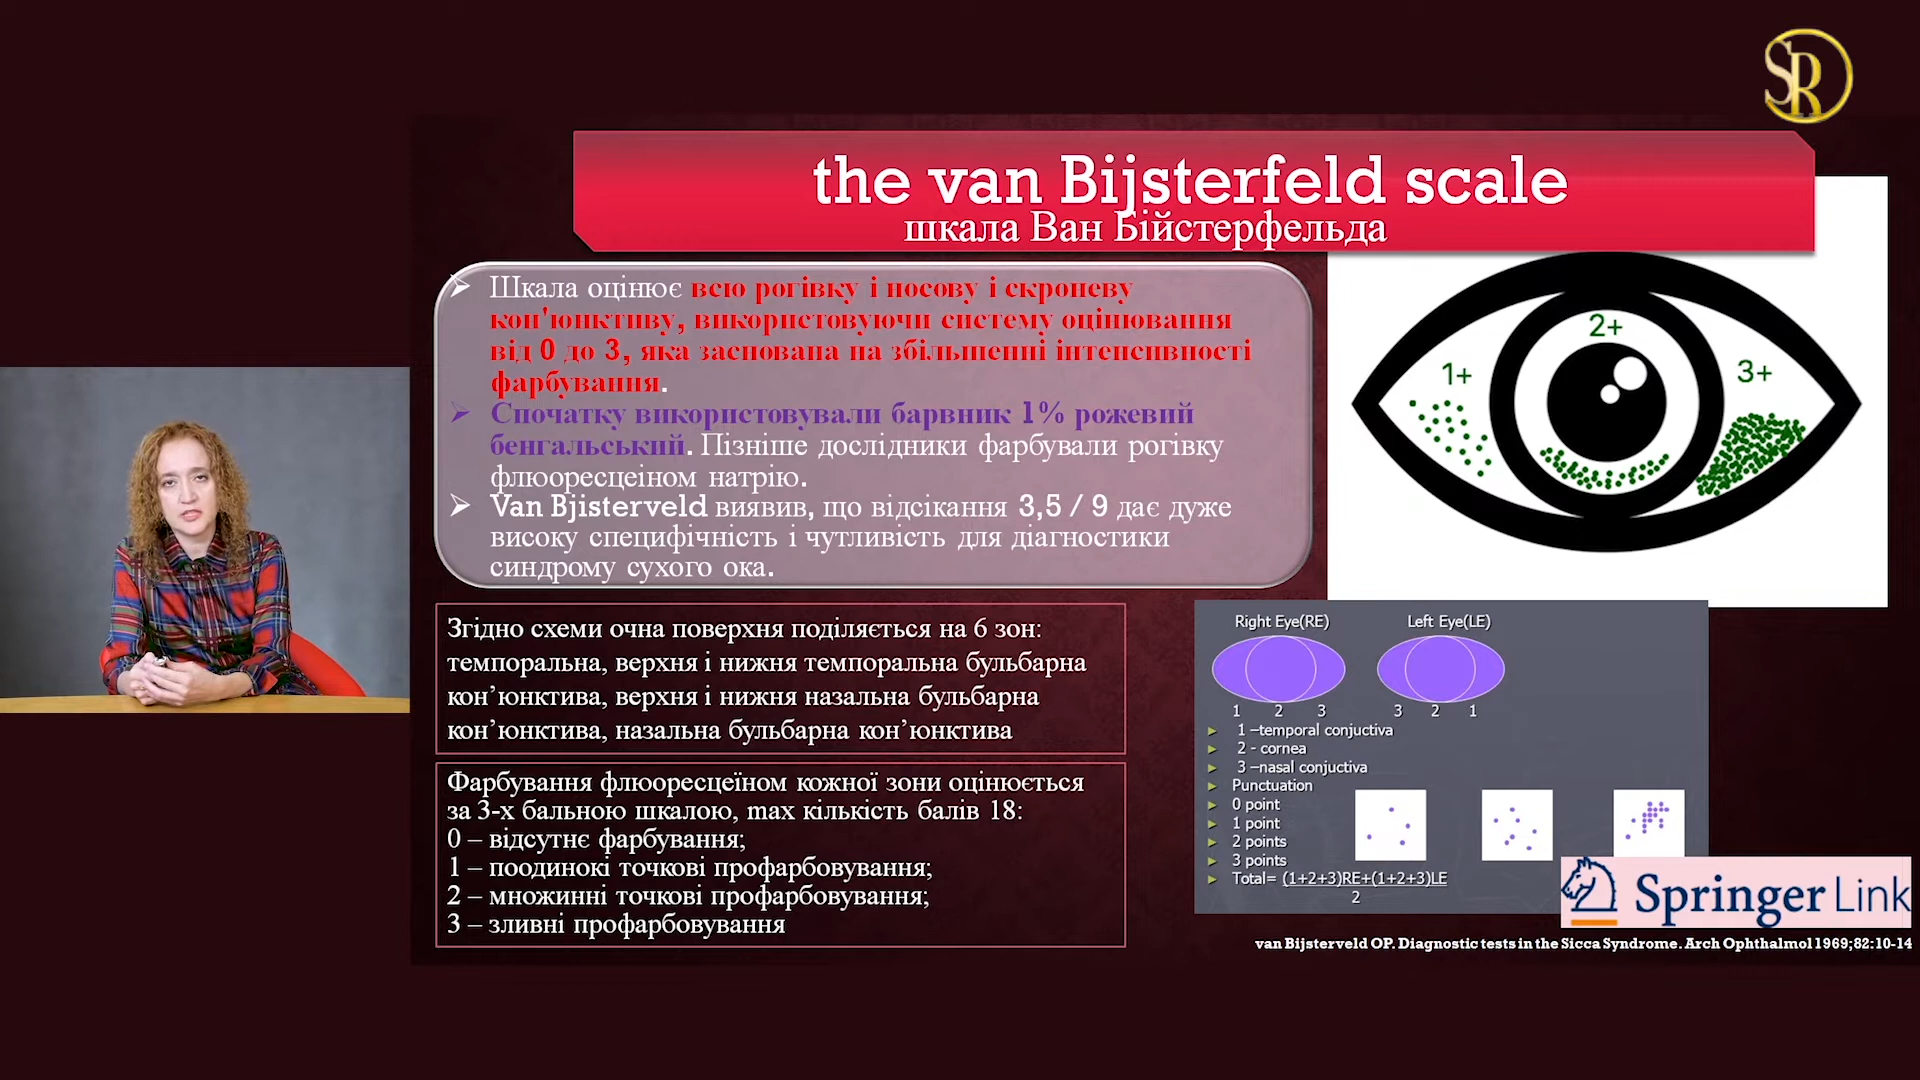 SR
the van Bijsterfeld scale
шкала Ван Бійстерфельда
Шкала оцінює всю рогівку і носову і скроневу
кон'юнктиву, використовуючи систему оцінювання
від 0 до 3, яка заснована на збільшенні інтенсивності
фарбування.
Спочатку використовували барвник 1% рожевий
бенгальський. Пізніше дослідники фарбували рогівку
флюоресцеіном натрію.
Van Bjisterveld виявив, що відсікання 3,5 / 9 дає дуже
високу специфічність і чутливість для діагностики
синдрому сухого ока.
1+
2+
3+
Згідно схеми очна поверхня поділяється на 6 зон:
темпоральна, верхня і нижня темпоральна бульбарна
кон’юнктива, верхня і нижня назальна бульбарна
кон’юнктива, назальна бульбарна кон’юнктива
Фарбування флюоресцеїном кожної зони оцінюється
за 3-х бальною шкалою, max кількість балів 18:
0 – відсутнє фарбування;
1 – поодинокі точкові профарбовування;
2 – множинні точкові профарбовування;
3 – зливні профарбовування
Right Eye(RE) Left Eye(LE)
1 2 3 3 2 1
1 –temporal conjuctiva
2 - cornea
3 –nasal conjuctiva
Punctuation
0 point
1 point
2 points
3 points
Total= (1+2+3)RE+(1+2+3)LE
2
Springer Link
van Bijsterveld OP. Diagnostic tests in the Sicca Syndrome. Arch Ophthalmol 1969;82:10-14